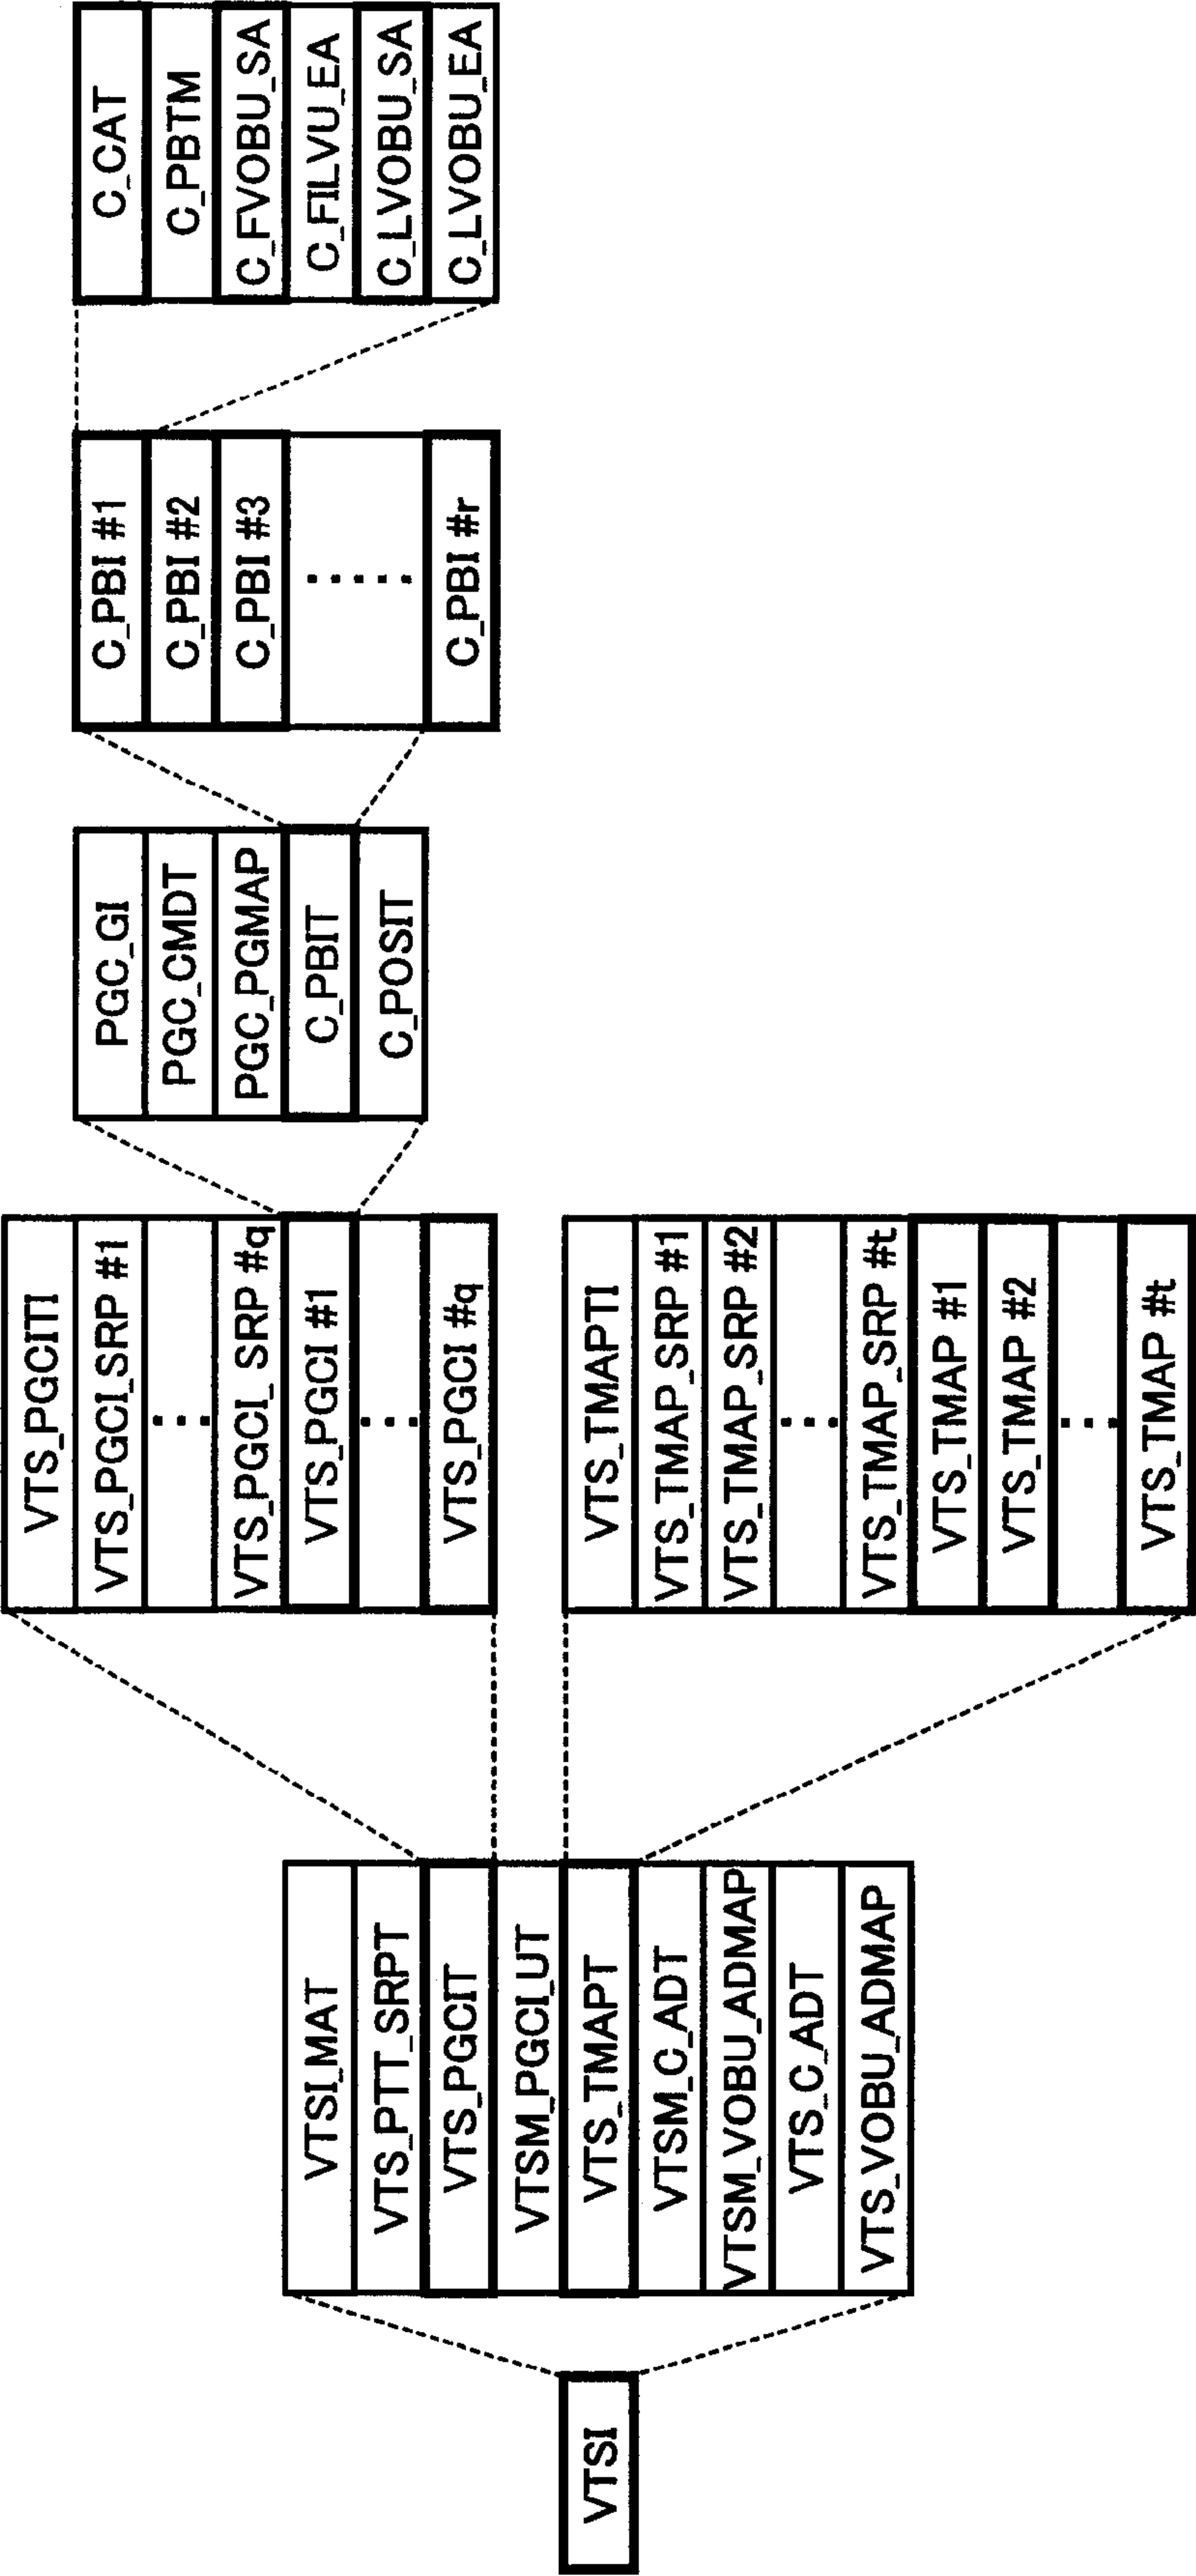 VTSI
VTSI_MAT
VTS_PTT_SRPT
VTS_PGCIT
VTSM_PGCI_UT
VTS_TMAPT
VTSM_C_ADT
VTSM_VOBU_ADMAP
VTS_C_ADT
VTS_VOBU_ADMAP
VTS_PGCITI
VTS_PGCI_SRP #1
VTS_PGCI_SRP #q
VTS_PGCI #1
VTS_PGCI #q
VTS_TMAPTI
VTS_TMAP_SRP #1
VTS_TMAP_SRP #2
VTS_TMAP_SRP #t
VTS_TMAP #1
VTS_TMAP #2
VTS_TMAP #t
PGC_GI
PGC_CMDT
PGC_PGMAP
C_PBIT
C_POSIT
C_PBI #1
C_PBI #2
C_PBI #3
C_PBI #r
C_CAT
C_PBTM
C_FVOBU_SA
C_FILVU_EA
C_LVOBU_SA
C_LVOBU_EA